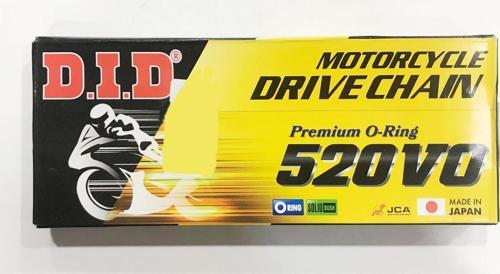 D.I.D®
MOTORCYCLE
DRIVE CHAIN
Premium O-Ring
520VO
O RING
SOLID BUSH
JCA
MADE IN
JAPAN